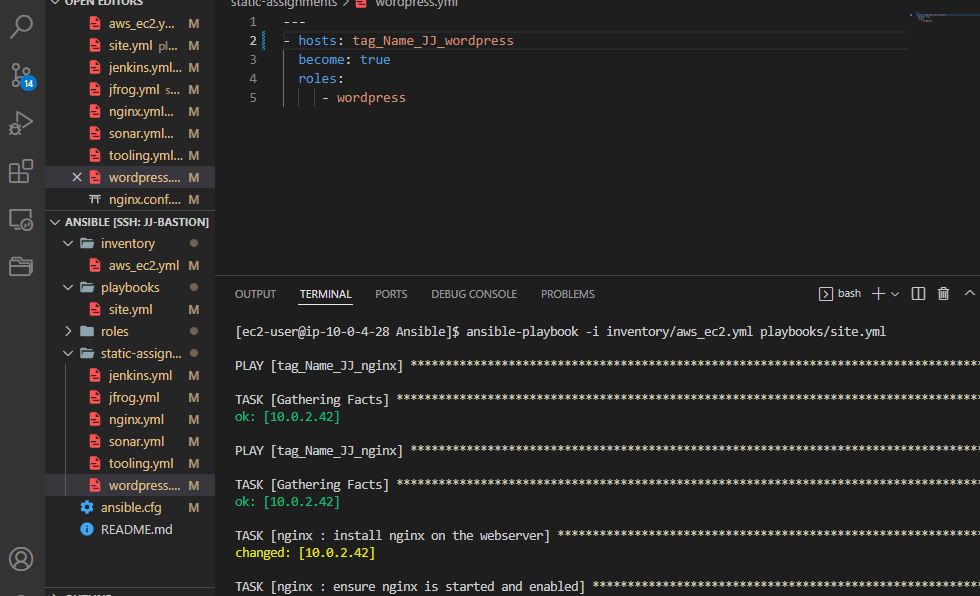 OPEN EDITORS
aws_ec2.y... M
site.yml pl... M
jenkins.yml... M
jfrog.yml s... M
nginx.yml... M
sonar.yml... M
tooling.yml... M
wordpress.... M
nginx.conf.... M
14
ANSIBLE [SSH: JJ-BASTION]
inventory
aws_ec2.yml M
playbooks
site.yml M
roles
static-assign...
jenkins.yml M
jfrog.yml M
nginx.yml M
sonar.yml M
tooling.yml M
wordpress.... M
ansible.cfg M
README.md
OUTLINE
static-assignments > wordpress.yml
1 ---
2 - hosts: tag_Name_JJ_wordpress
3 become: true
4 roles:
5 - wordpress
OUTPUT TERMINAL PORTS DEBUG CONSOLE PROBLEMS bash
[ec2-user@ip-10-0-4-28 Ansible]$ ansible-playbook -i inventory/aws_ec2.yml playbooks/site.yml
PLAY [tag_Name_JJ_nginx] **************************************************************************
TASK [Gathering Facts] ****************************************************************************
ok: [10.0.2.42]
PLAY [tag_Name_JJ_nginx] **************************************************************************
TASK [Gathering Facts] ****************************************************************************
ok: [10.0.2.42]
TASK [nginx : install nginx on the webserver] *******************************************************
changed: [10.0.2.42]
TASK [nginx : ensure nginx is started and enabled] **************************************************